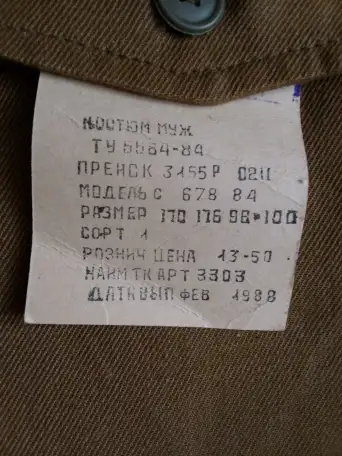 КОСТЮМ МУЖ
ТУ 6564-84
ПРЕЙСК 3155Р 02Ц
МОДЕЛЬ С 678 84
РАЗМЕР 170 176 96*100
СОРТ 1
РОЗНИЧ ЦЕНА 13-50
НАИМ ТК АРТ 3303
ДАТА ВЫП ФЕВ 1988